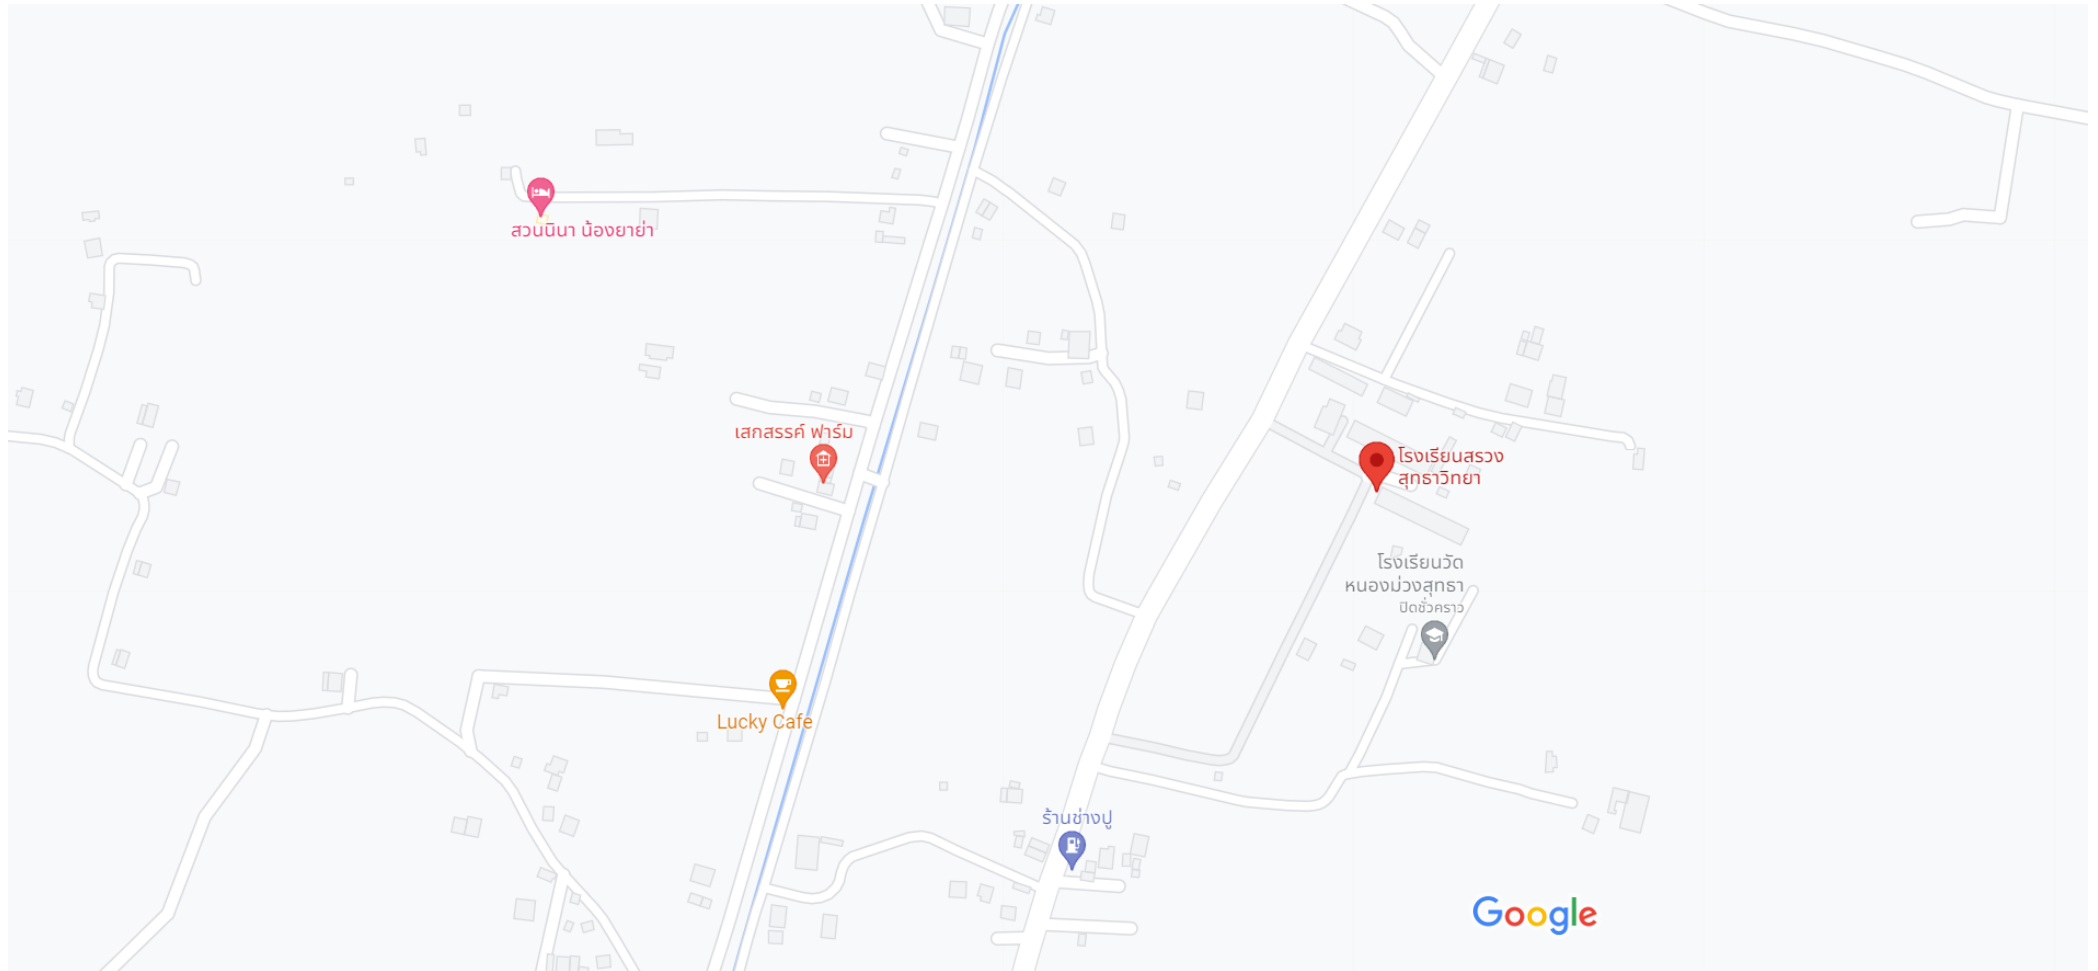 สวนนินา น้องยาย่า
เสกสรรค์ ฟาร์ม
โรงเรียนสรวง
สุทธาวิทยา
โรงเรียนวัด
หนองม่วงสุทธา
ปิดชั่วคราว
Lucky Cafe
ร้านช่างปู
Google